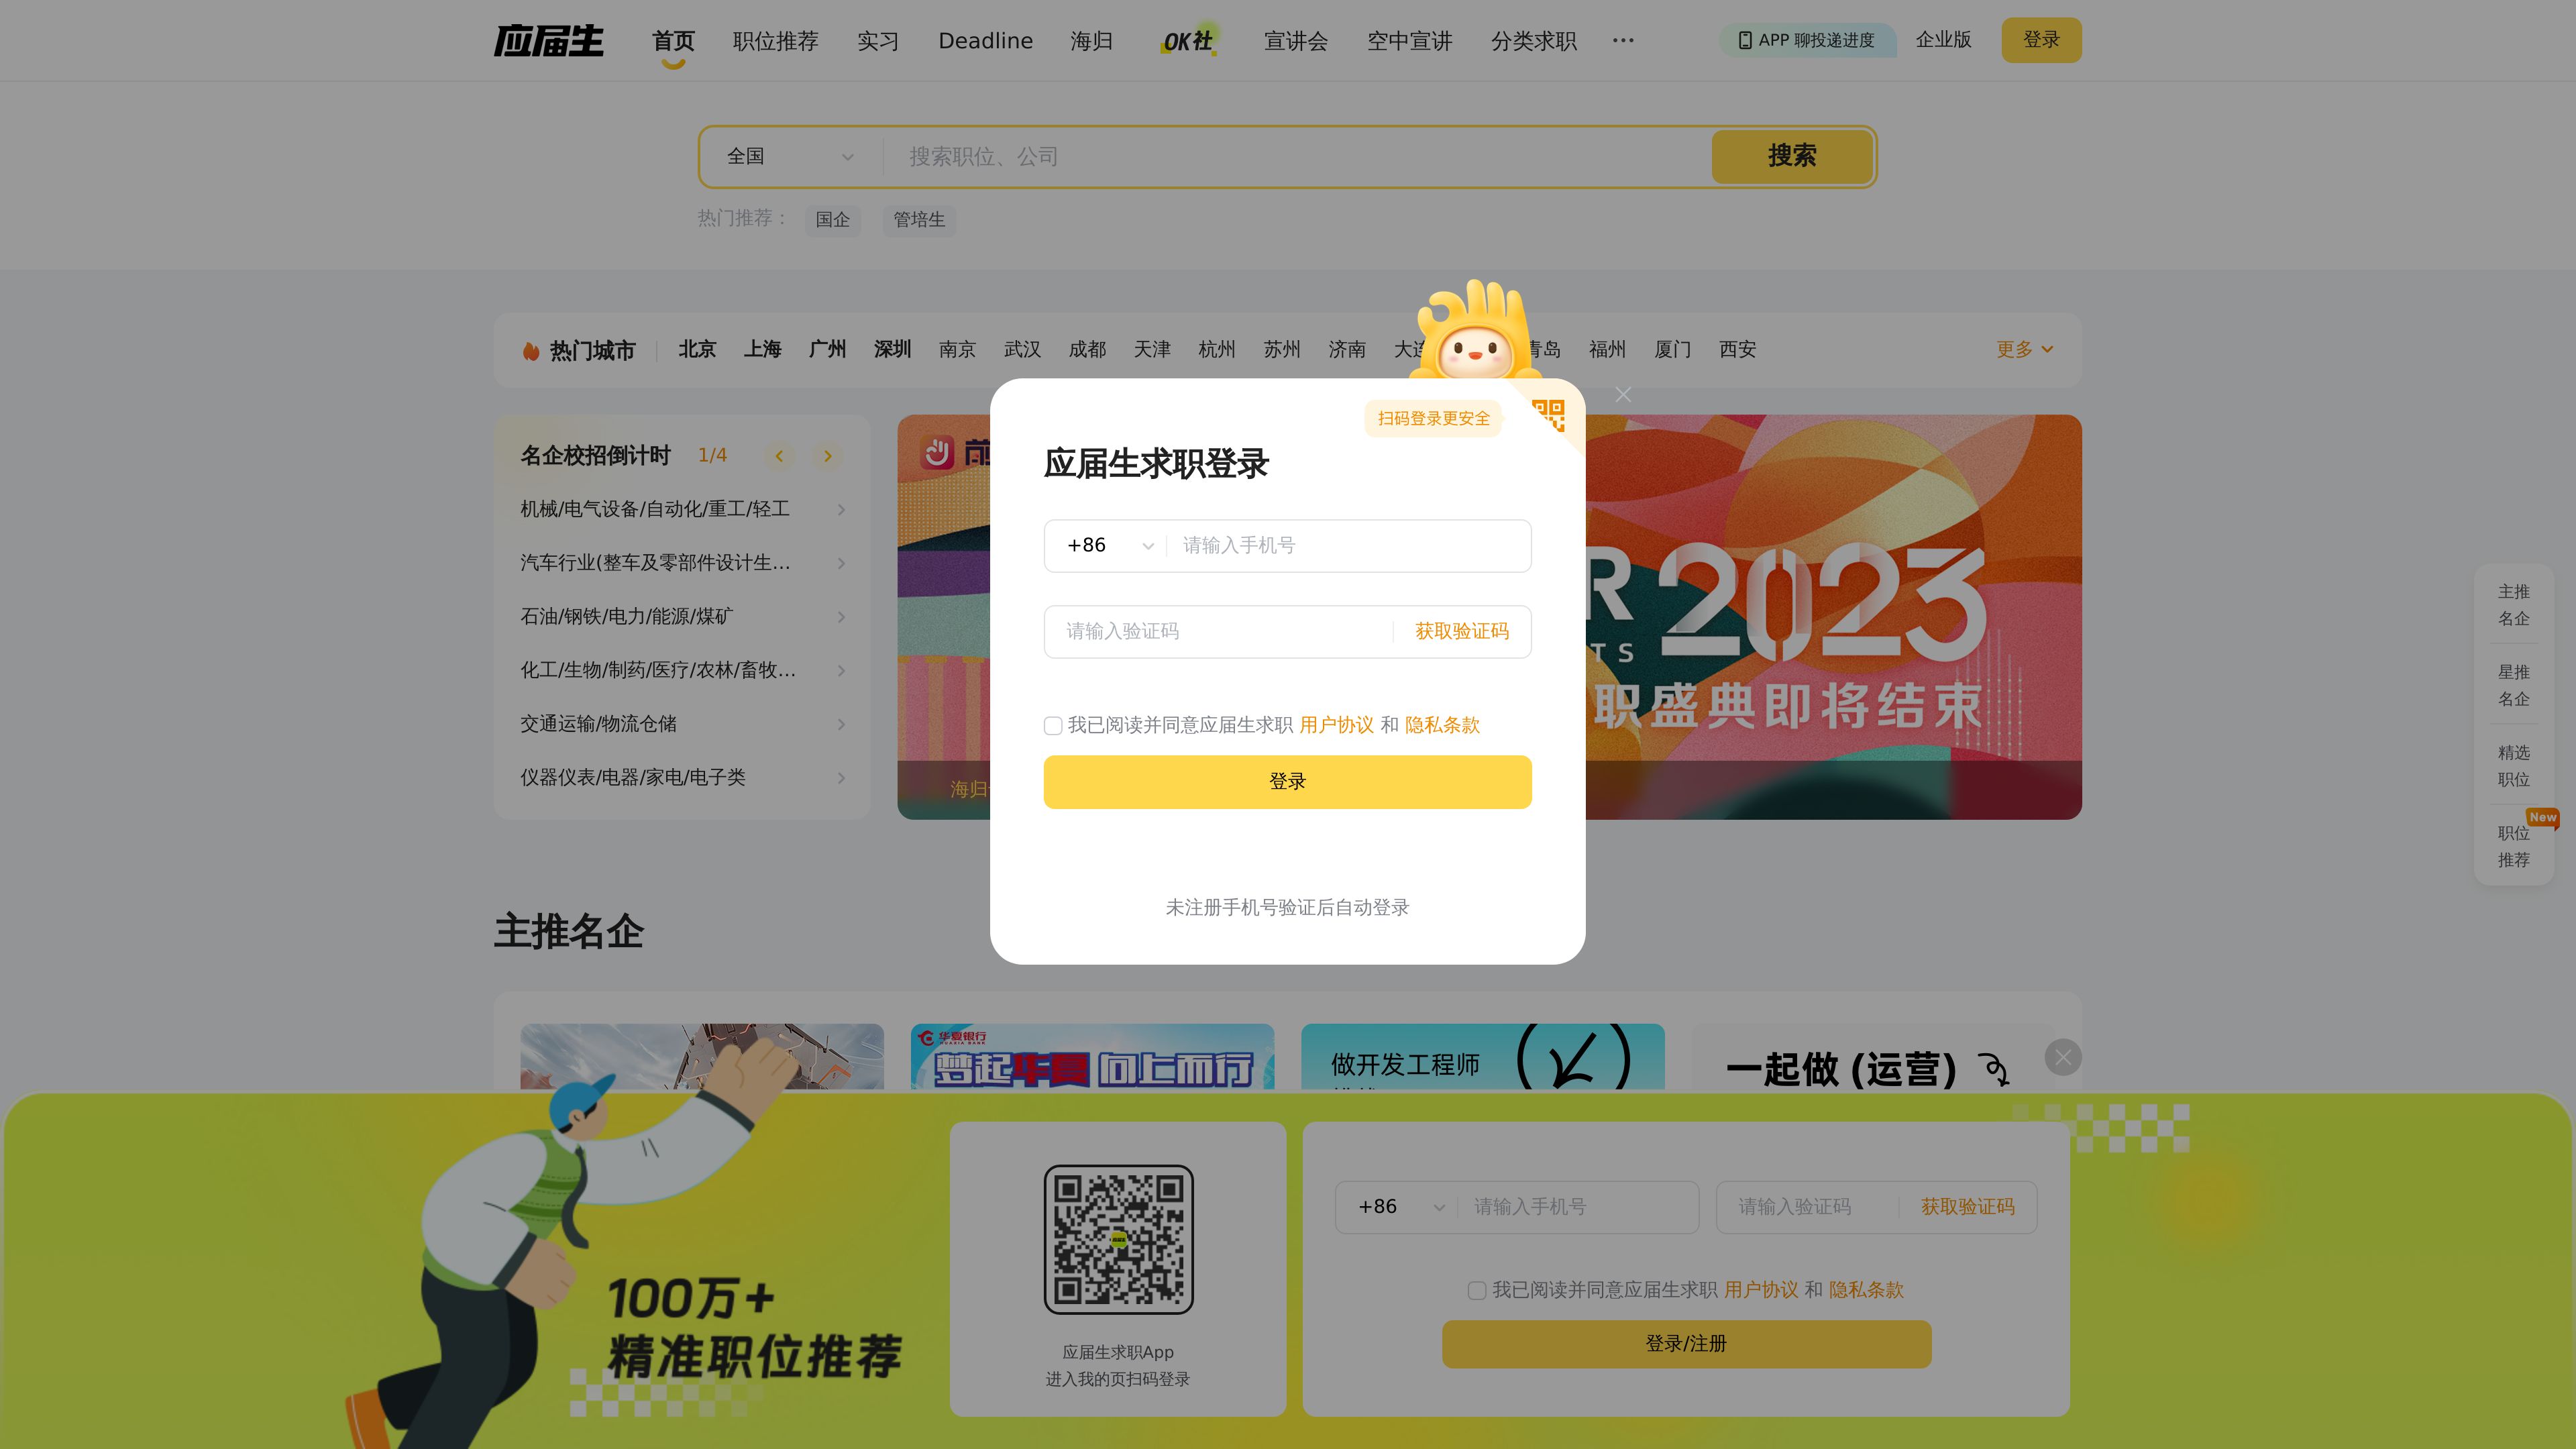 应届生
首页 职位推荐 实习 Deadline 海归 OK社 宣讲会 空中宣讲 分类求职 ··· APP 聊投递进度 企业版 登录
全国 搜索职位、公司 搜索
热门推荐： 国企 管培生
热门城市 北京 上海 广州 深圳 南京 武汉 成都 天津 杭州 苏州 济南 青岛 福州 厦门 西安 更多
名企校招倒计时 1/4
机械/电气设备/自动化/重工/轻工
汽车行业(整车及零部件设计生...
石油/钢铁/电力/能源/煤矿
化工/生物/制药/医疗/农林/畜牧...
交通运输/物流仓储
仪器仪表/电器/家电/电子类
扫码登录更安全
应届生求职登录
+86 请输入手机号
请输入验证码 获取验证码
我已阅读并同意应届生求职 用户协议 和 隐私条款
登录
未注册手机号验证后自动登录
R 2023
TS
职盛典即将结束
海归
主推
名企
星推
名企
精选
职位
New
职位
推荐
主推名企
华夏银行
HUAXIA BANK
梦起华夏 向上而行
做开发工程师
一起做 (运营)
100万+
精准职位推荐
应届生求职App
进入我的页扫码登录
+86 请输入手机号 请输入验证码 获取验证码
我已阅读并同意应届生求职 用户协议 和 隐私条款
登录/注册